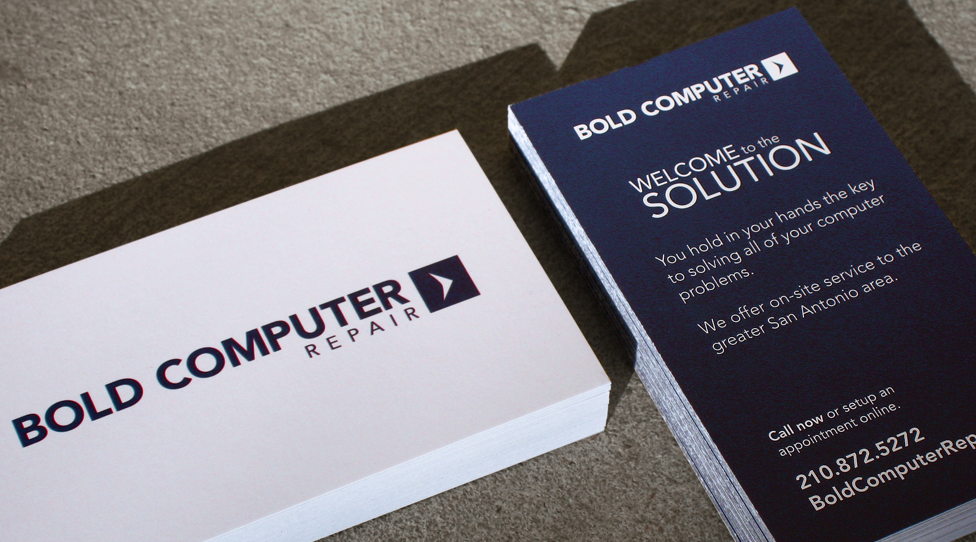 BOLD COMPUTER
REPAIR
BOLD COMPUTER
REPAIR
WELCOME to the
SOLUTION
You hold in your hands the key
to solving all of your computer
problems.
We offer on-site service to the
greater San Antonio area.
Call now or setup an
appointment online.
210.872.5272
BoldComputerRep